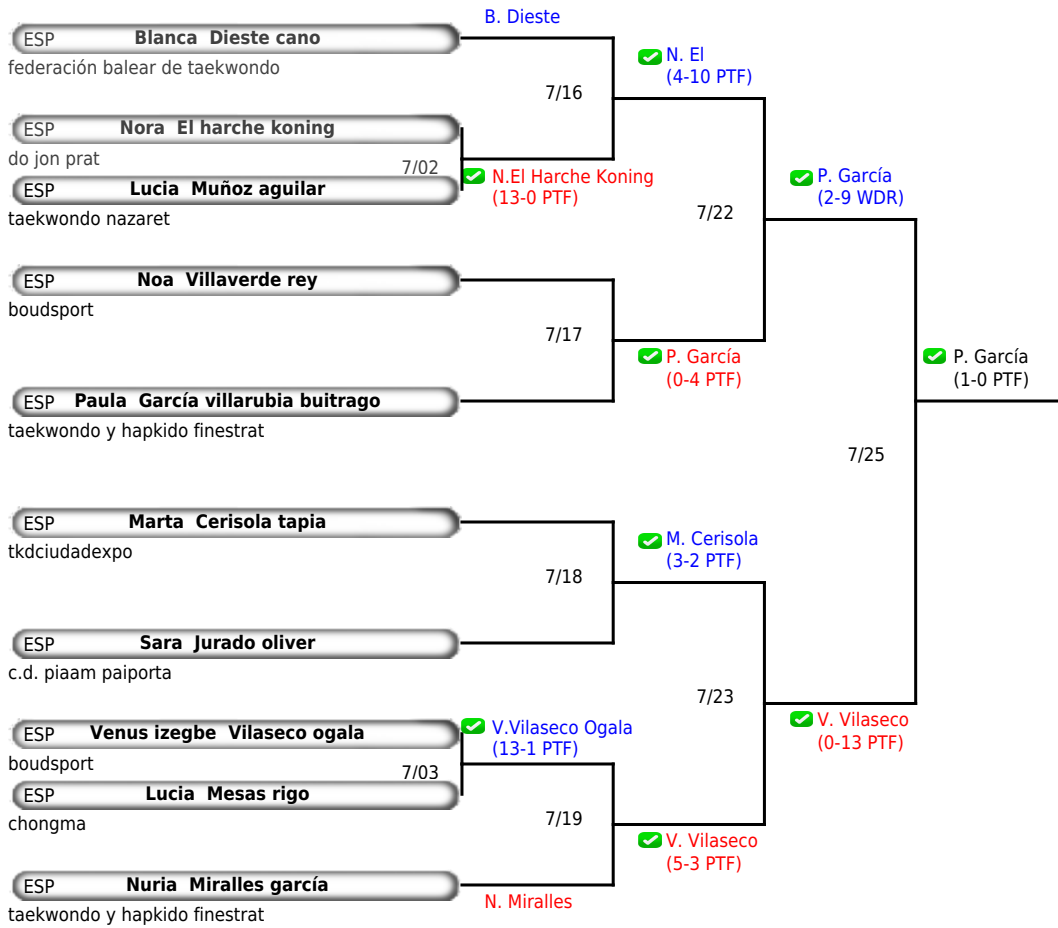 B. Dieste
ESP Blanca Dieste cano
federación balear de taekwondo
N. El
(4-10 PTF)
7/16
ESP Nora El harche koning
do jon prat
7/02
N.El Harche Koning
(13-0 PTF)
ESP Lucia Muñoz aguilar
taekwondo nazaret
P. García
(2-9 WDR)
7/22
ESP Noa Villaverde rey
boudsport
7/17
P. García
(0-4 PTF)
P. García
(1-0 PTF)
ESP Paula García villarubia buitrago
taekwondo y hapkido finestrat
7/25
ESP Marta Cerisola tapia
tkdciudadexpo
M. Cerisola
(3-2 PTF)
7/18
ESP Sara Jurado oliver
c.d. piaam paiporta
7/23
V. Vilaseco
(0-13 PTF)
ESP Venus izegbe Vilaseco ogala
boudsport
V.Vilaseco Ogala
(13-1 PTF)
7/03
ESP Lucia Mesas rigo
chongma
7/19
V. Vilaseco
(5-3 PTF)
ESP Nuria Miralles garcía
taekwondo y hapkido finestrat
N. Miralles